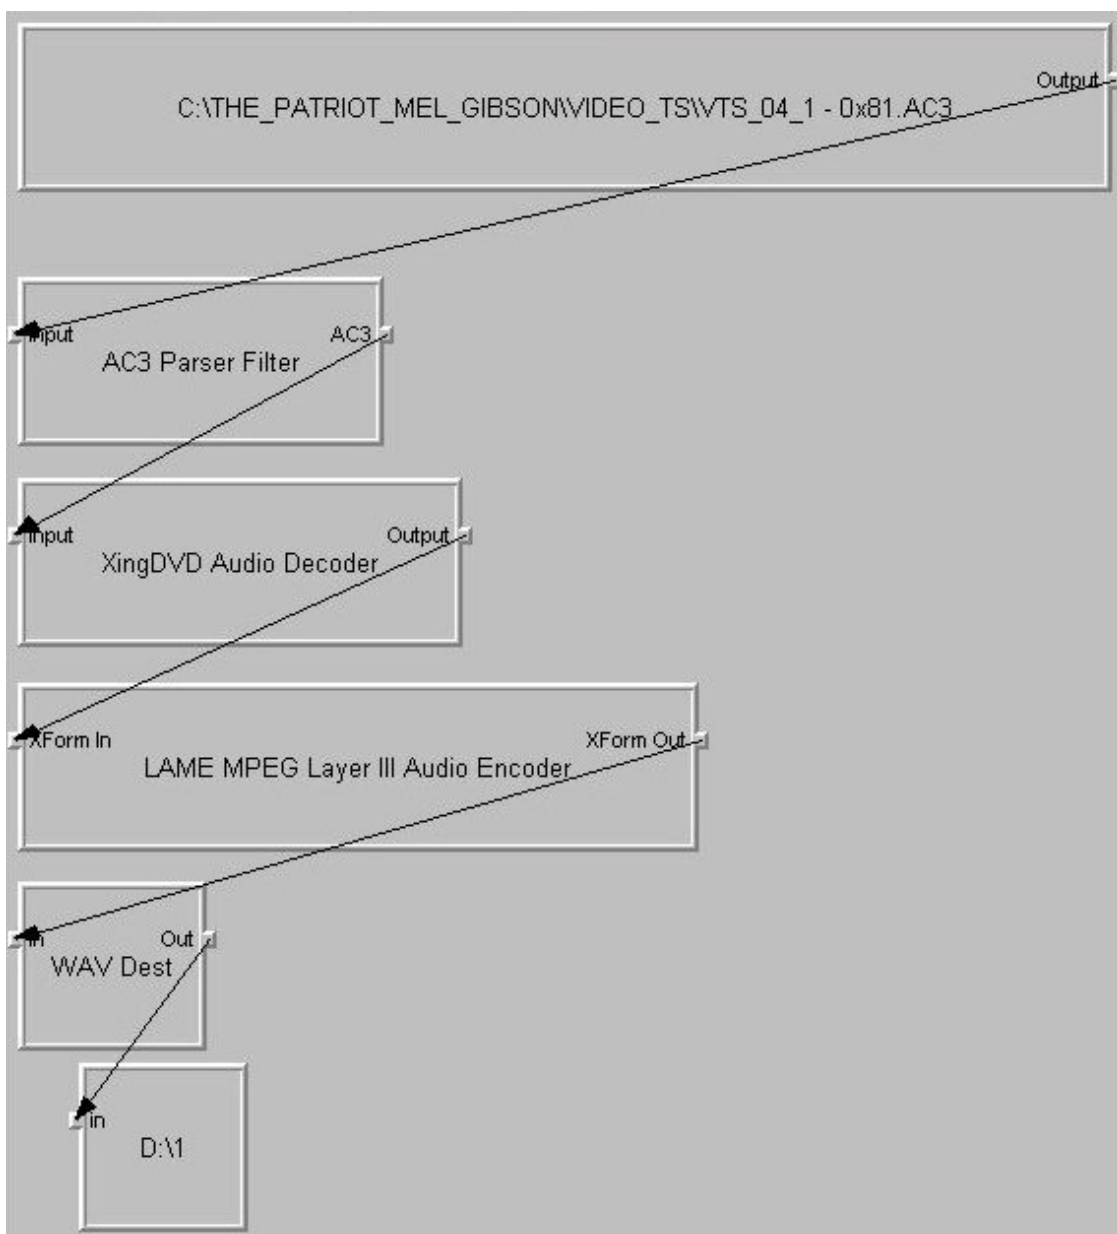 Output
C:\THE_PATRIOT_MEL_GIBSON\VIDEO_TS\VTS_04_1 - 0x81.AC3
Input AC3
AC3 Parser Filter
Input Output
XingDVD Audio Decoder
XForm In XForm Out
LAME MPEG Layer III Audio Encoder
In Out
WAV Dest
in
D:\1